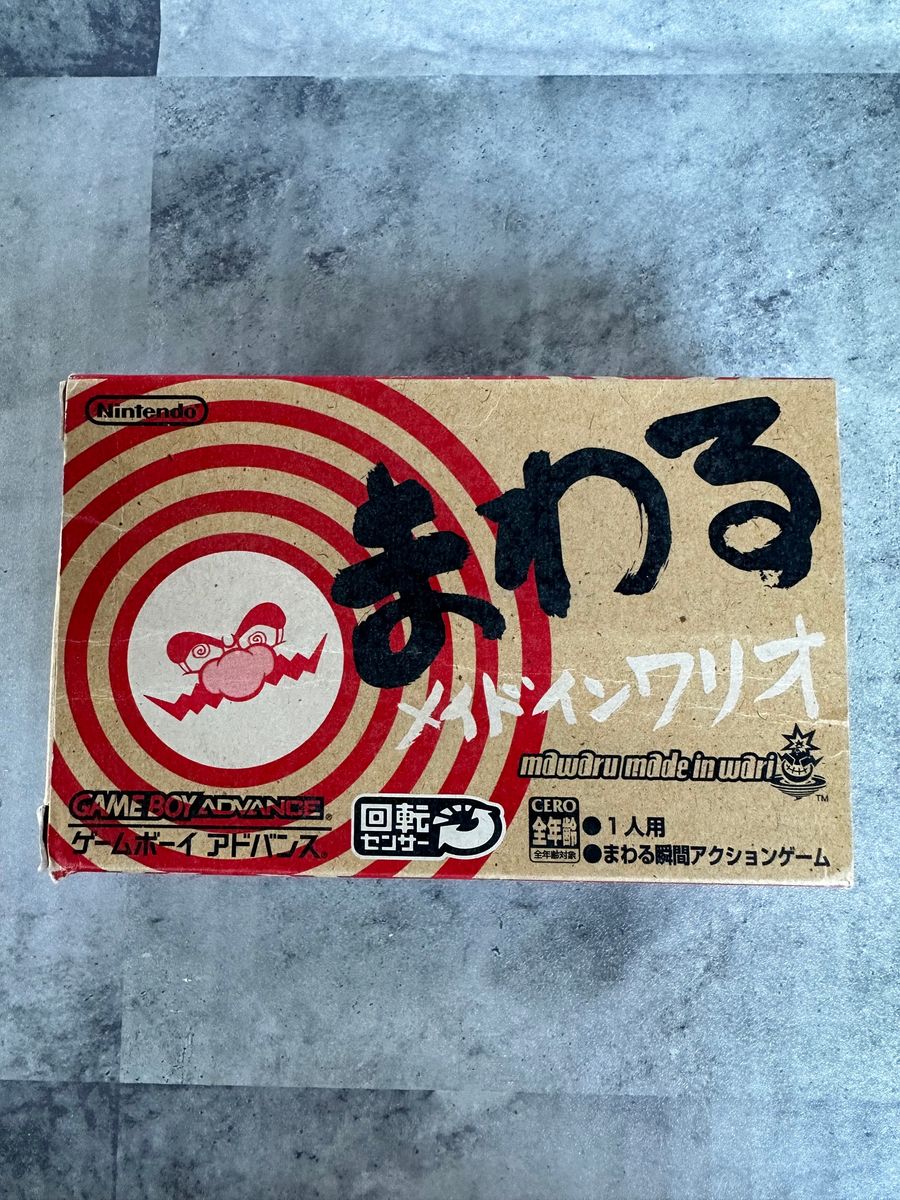 Nintendo
まわる
メイドインワリオ
mawaru made in wario
TM
GAME BOY ADVANCE
ゲームボーイ アドバンス
回転
センサー
CERO
全年齢
全年齢対象
●1人用
●まわる瞬間アクションゲーム